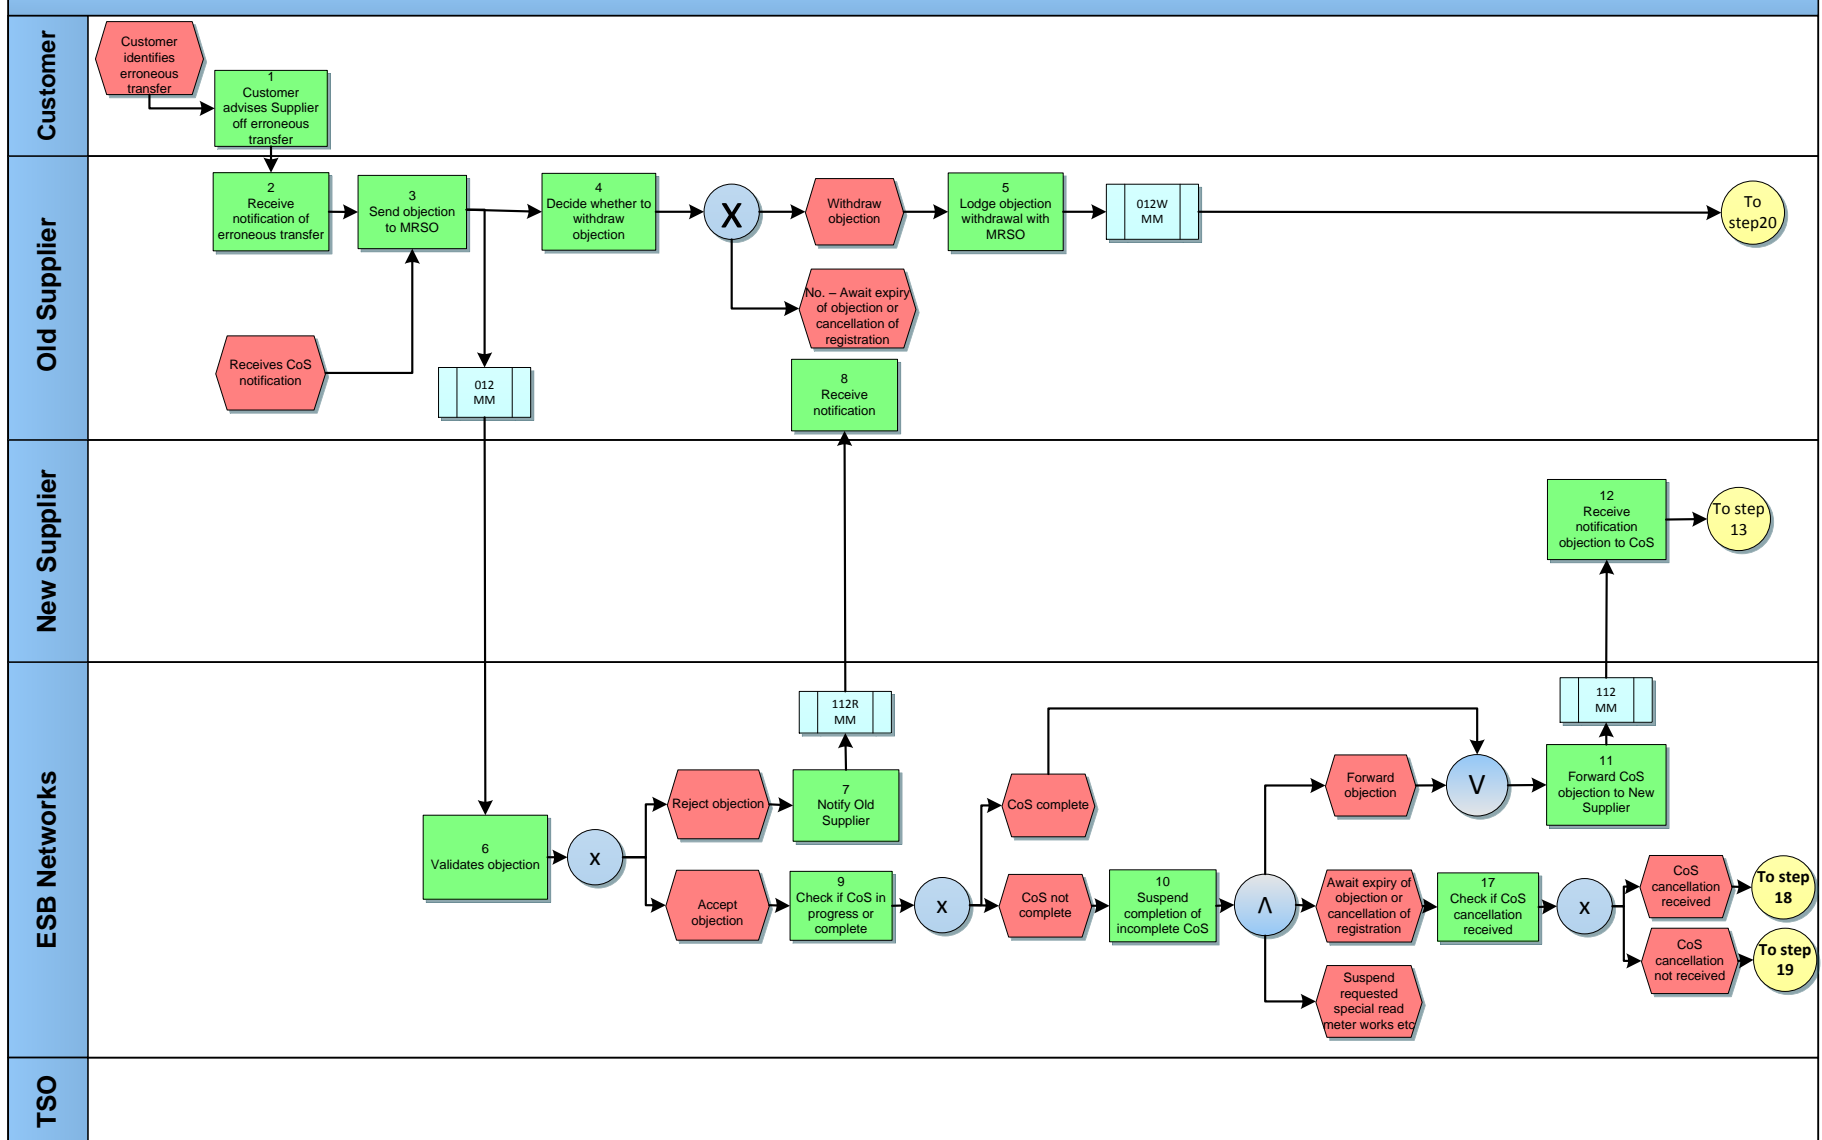 Customer
Customer
identifies
erroneous
transfer
1
Customer
advises Supplier
off erroneous
transfer
Old Supplier
2
Receive
notification of
erroneous transfer
3
Send objection
to MRSO
4
Decide whether to
withdraw
objection
X
Withdraw
objection
5
Lodge objection
withdrawal with
MRSO
012W
MM
To
step20
No. – Await expiry
of objection or
cancellation of
registration
Receives CoS
notification
012
MM
8
Receive
notification
New Supplier
12
Receive
notification
objection to CoS
To step
13
ESB Networks
112R
MM
112
MM
6
Validates objection
x
Reject objection
7
Notify Old
Supplier
CoS complete
Forward
objection
V
11
Forward CoS
objection to New
Supplier
Accept
objection
9
Check if CoS in
progress or
complete
x
CoS not
complete
10
Suspend
completion of
incomplete CoS
Λ
Await expiry of
objection or
cancellation of
registration
17
Check if CoS
cancellation
received
x
CoS
cancellation
received
To step
18
CoS
cancellation
not received
To step
19
Suspend
requested
special read
meter works etc
TSO